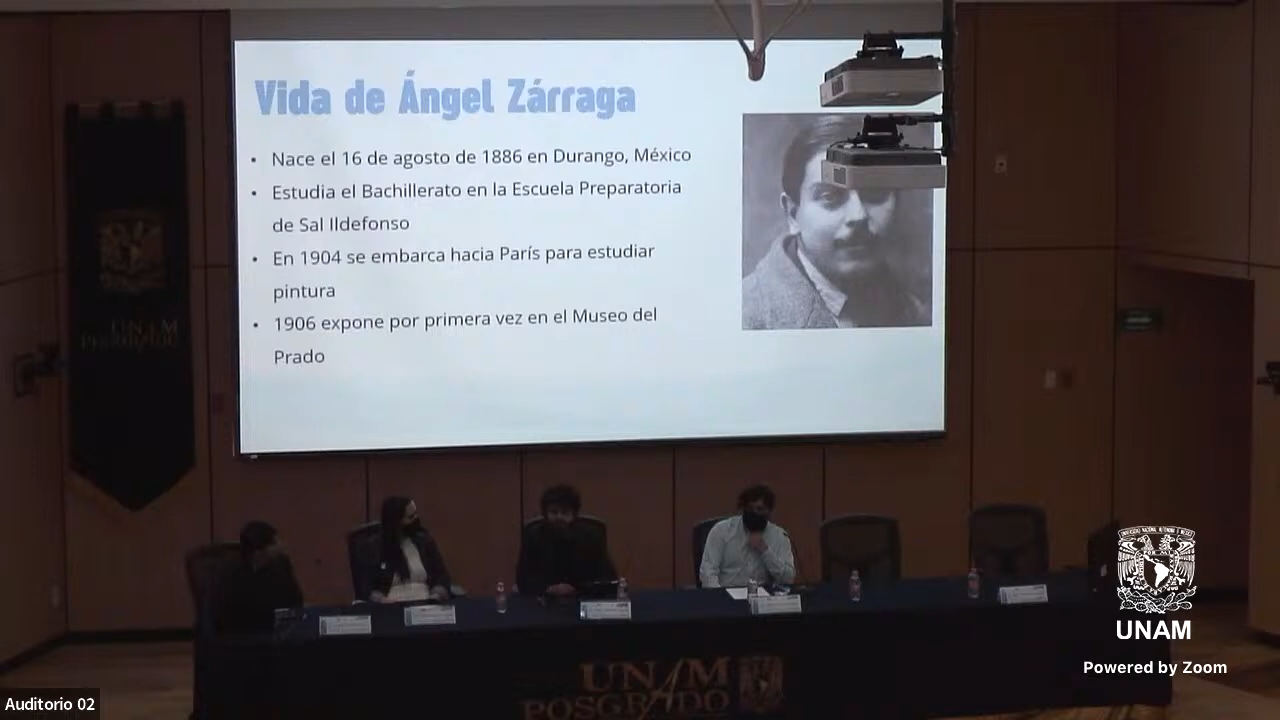 Vida de Ángel Zárraga
• Nace el 16 de agosto de 1886 en Durango, México
• Estudia el Bachillerato en la Escuela Preparatoria
de Sal Ildefonso
• En 1904 se embarca hacia París para estudiar
pintura
• 1906 expone por primera vez en el Museo del
Prado
UNAM
POSGRADO
UNAM
POSGRADO
UNAM
Powered by Zoom
Auditorio 02